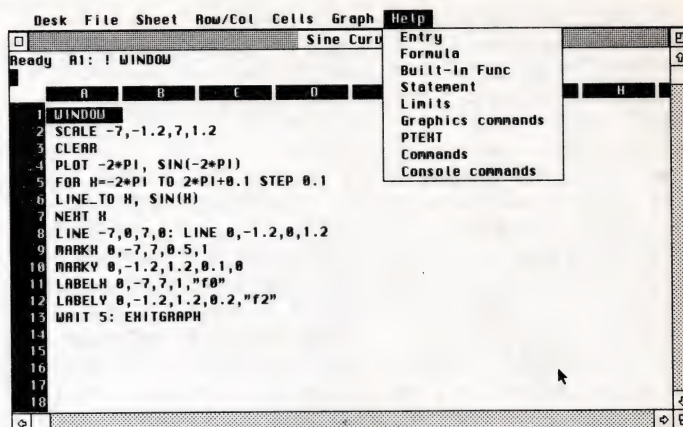 Desk File Sheet Row/Col Cells Graph Help
Sine Curv
Entry
Formula
Built-In Func
Statement
Limits
Graphics commands
PTEXT
Commands
Console commands
Ready A1: ! WINDOW
A B C D H
1 WINDOW
2 SCALE -7,-1.2,7,1.2
3 CLEAR
4 PLOT -2*PI, SIN(-2*PI)
5 FOR X=-2*PI TO 2*PI+0.1 STEP 0.1
6 LINE_TO X, SIN(X)
7 NEXT X
8 LINE -7,0,7,0: LINE 0,-1.2,0,1.2
9 MARKX 0,-7,7,0.5,1
10 MARKY 0,-1.2,1.2,0.1,0
11 LABELX 0,-7,7,1,"f0"
12 LABELY 0,-1.2,1.2,0.2,"f2"
13 WAIT 5: EXITGRAPH
14
15
16
17
18